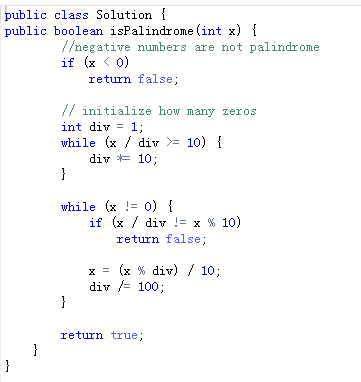 public class Solution {
public boolean isPalindrome(int x) {
//negative numbers are not palindrome
if (x < 0)
return false;
// initialize how many zeros
int div = 1;
while (x / div >= 10) {
div *= 10;
}
while (x != 0) {
if (x / div != x % 10)
return false;
x = (x % div) / 10;
div /= 100;
}
return true;
}
}